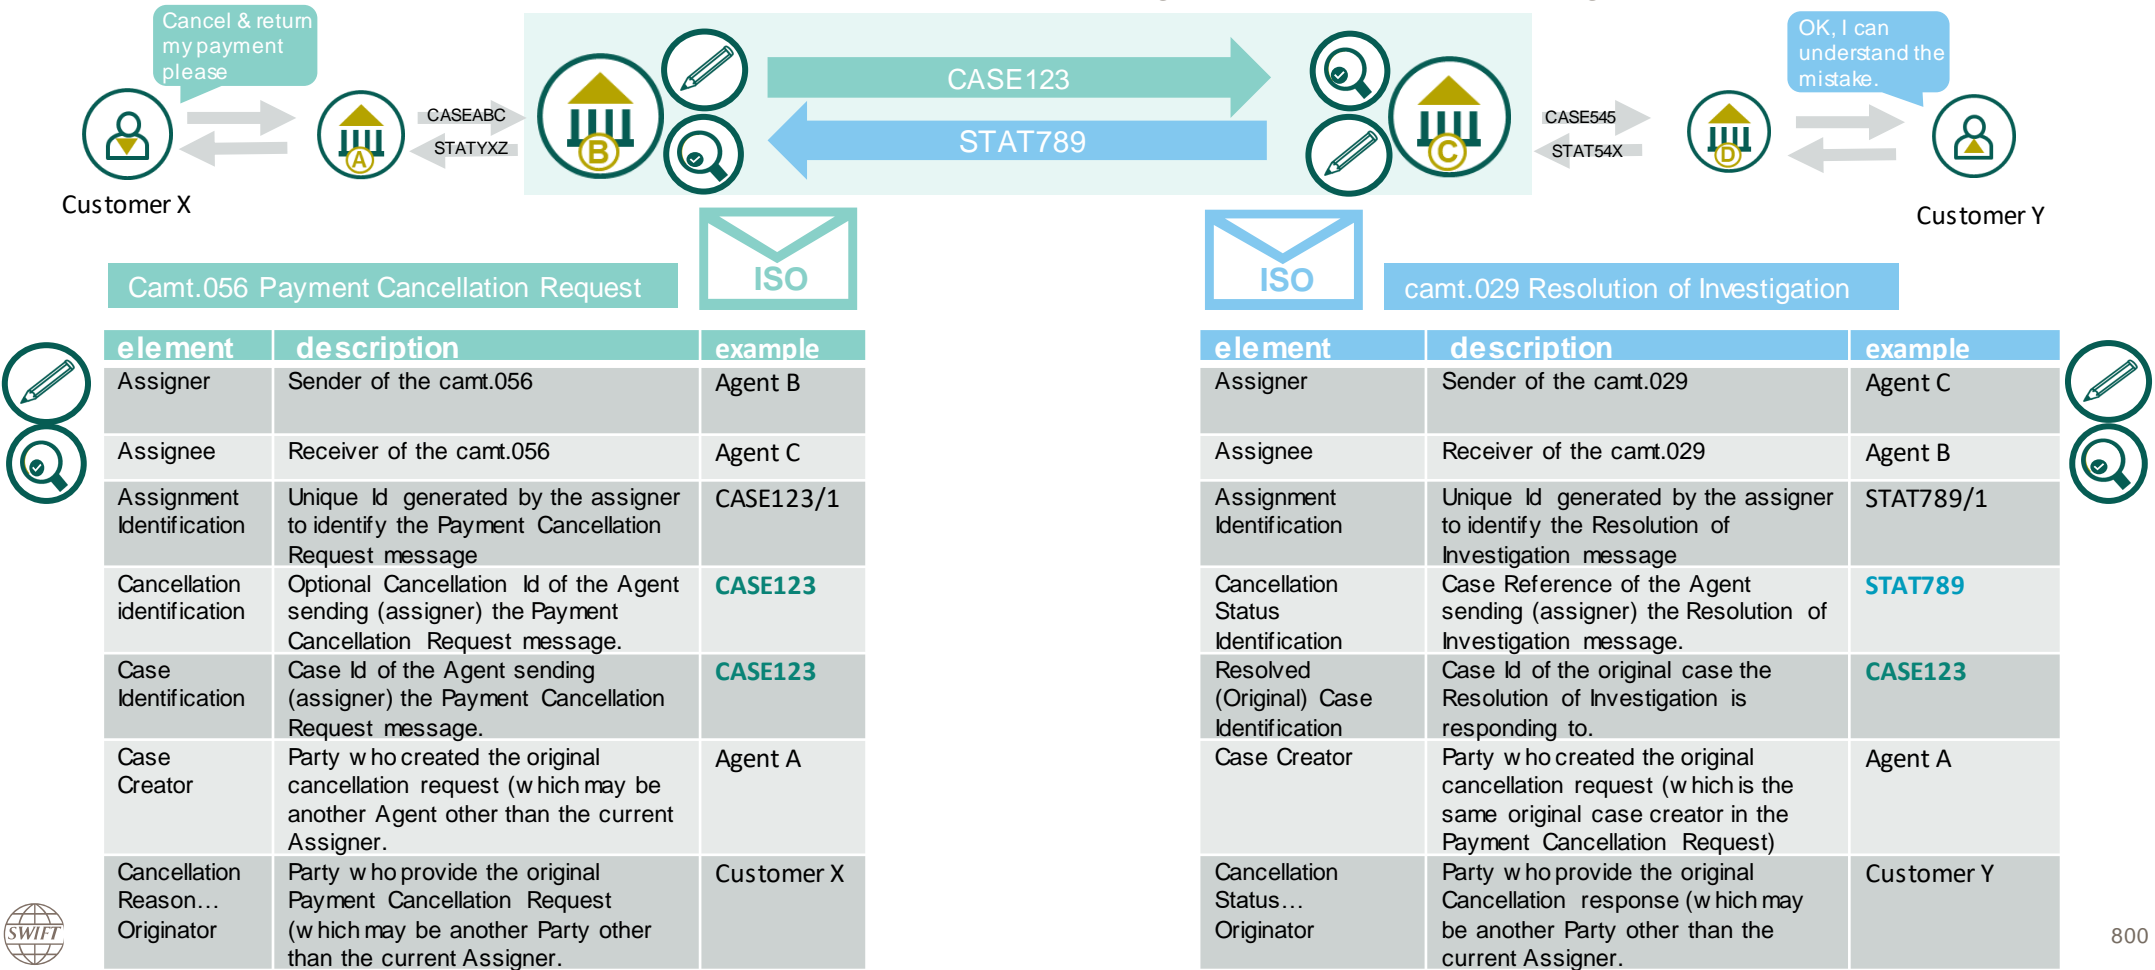 Cancel & return
my payment
please
OK, I can
understand the
mistake.
CASE123
STAT789
CASEABC
STATYXZ
CASE545
STAT54X
A
B
C
D
Customer X
Customer Y
ISO
ISO
Camt.056 Payment Cancellation Request
camt.029 Resolution of Investigation
element description example
Assigner Sender of the camt.056 Agent B
Assignee Receiver of the camt.056 Agent C
Assignment Unique Id generated by the assigner CASE123/1
Identification to identify the Payment Cancellation
Request message
Cancellation Optional Cancellation Id of the Agent CASE123
identification sending (assigner) the Payment
Cancellation Request message.
Case Case Id of the Agent sending CASE123
Identification (assigner) the Payment Cancellation
Request message.
Case Party who created the original Agent A
Creator cancellation request (which may be
another Agent other than the current
Assigner.
Cancellation Party who provide the original Customer X
Reason... Payment Cancellation Request
Originator (which may be another Party other
than the current Assigner.
element description example
Assigner Sender of the camt.029 Agent C
Assignee Receiver of the camt.029 Agent B
Assignment Unique Id generated by the assigner STAT789/1
Identification to identify the Resolution of
Investigation message
Cancellation Case Reference of the Agent STAT789
Status sending (assigner) the Resolution of
Identification Investigation message.
Resolved Case Id of the original case the CASE123
(Original) Case Resolution of Investigation is
Identification responding to.
Case Creator Party who created the original Agent A
cancellation request (which is the
same original case creator in the
Payment Cancellation Request)
Cancellation Party who provide the original Customer Y
Status... Cancellation response (which may
Originator be another Party other than the
current Assigner.
SWIFT
800